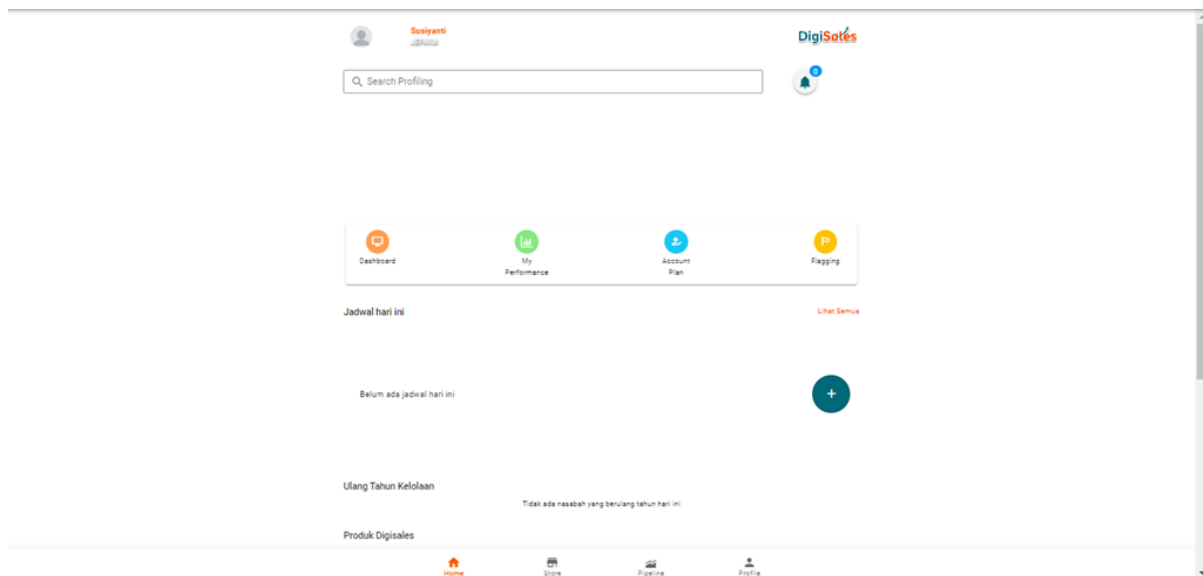 Susiyanti
DigiSales
Search Profiling
0
Dashboard
My
Performance
Account
Plan
Flagging
Jadwal hari ini
Lihat Semua
Belum ada jadwal hari ini
+
Ulang Tahun Kelolaan
Tidak ada nasabah yang berulang tahun hari ini
Produk Digisales
Home
Store
Pipeline
Profile